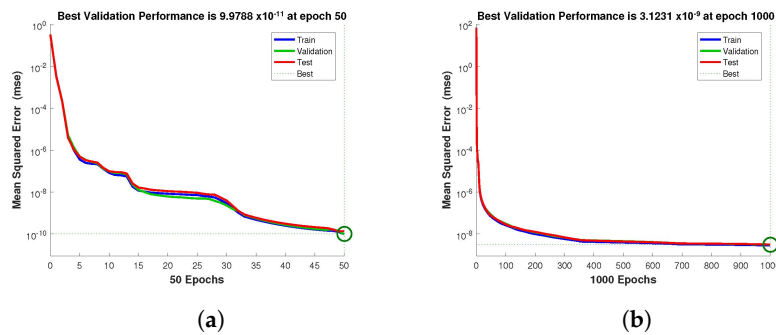 Best Validation Performance is 9.9788 x10-11 at epoch 50
Train
Validation
Test
Best
10^0
10^-2
10^-4
10^-6
10^-8
10^-10
Mean Squared Error (mse)
0 5 10 15 20 25 30 35 40 45 50
50 Epochs
(a)
Best Validation Performance is 3.1231 x10-9 at epoch 1000
Train
Validation
Test
Best
10^2
10^0
10^-2
10^-4
10^-6
10^-8
Mean Squared Error (mse)
0 100 200 300 400 500 600 700 800 900 1000
1000 Epochs
(b)